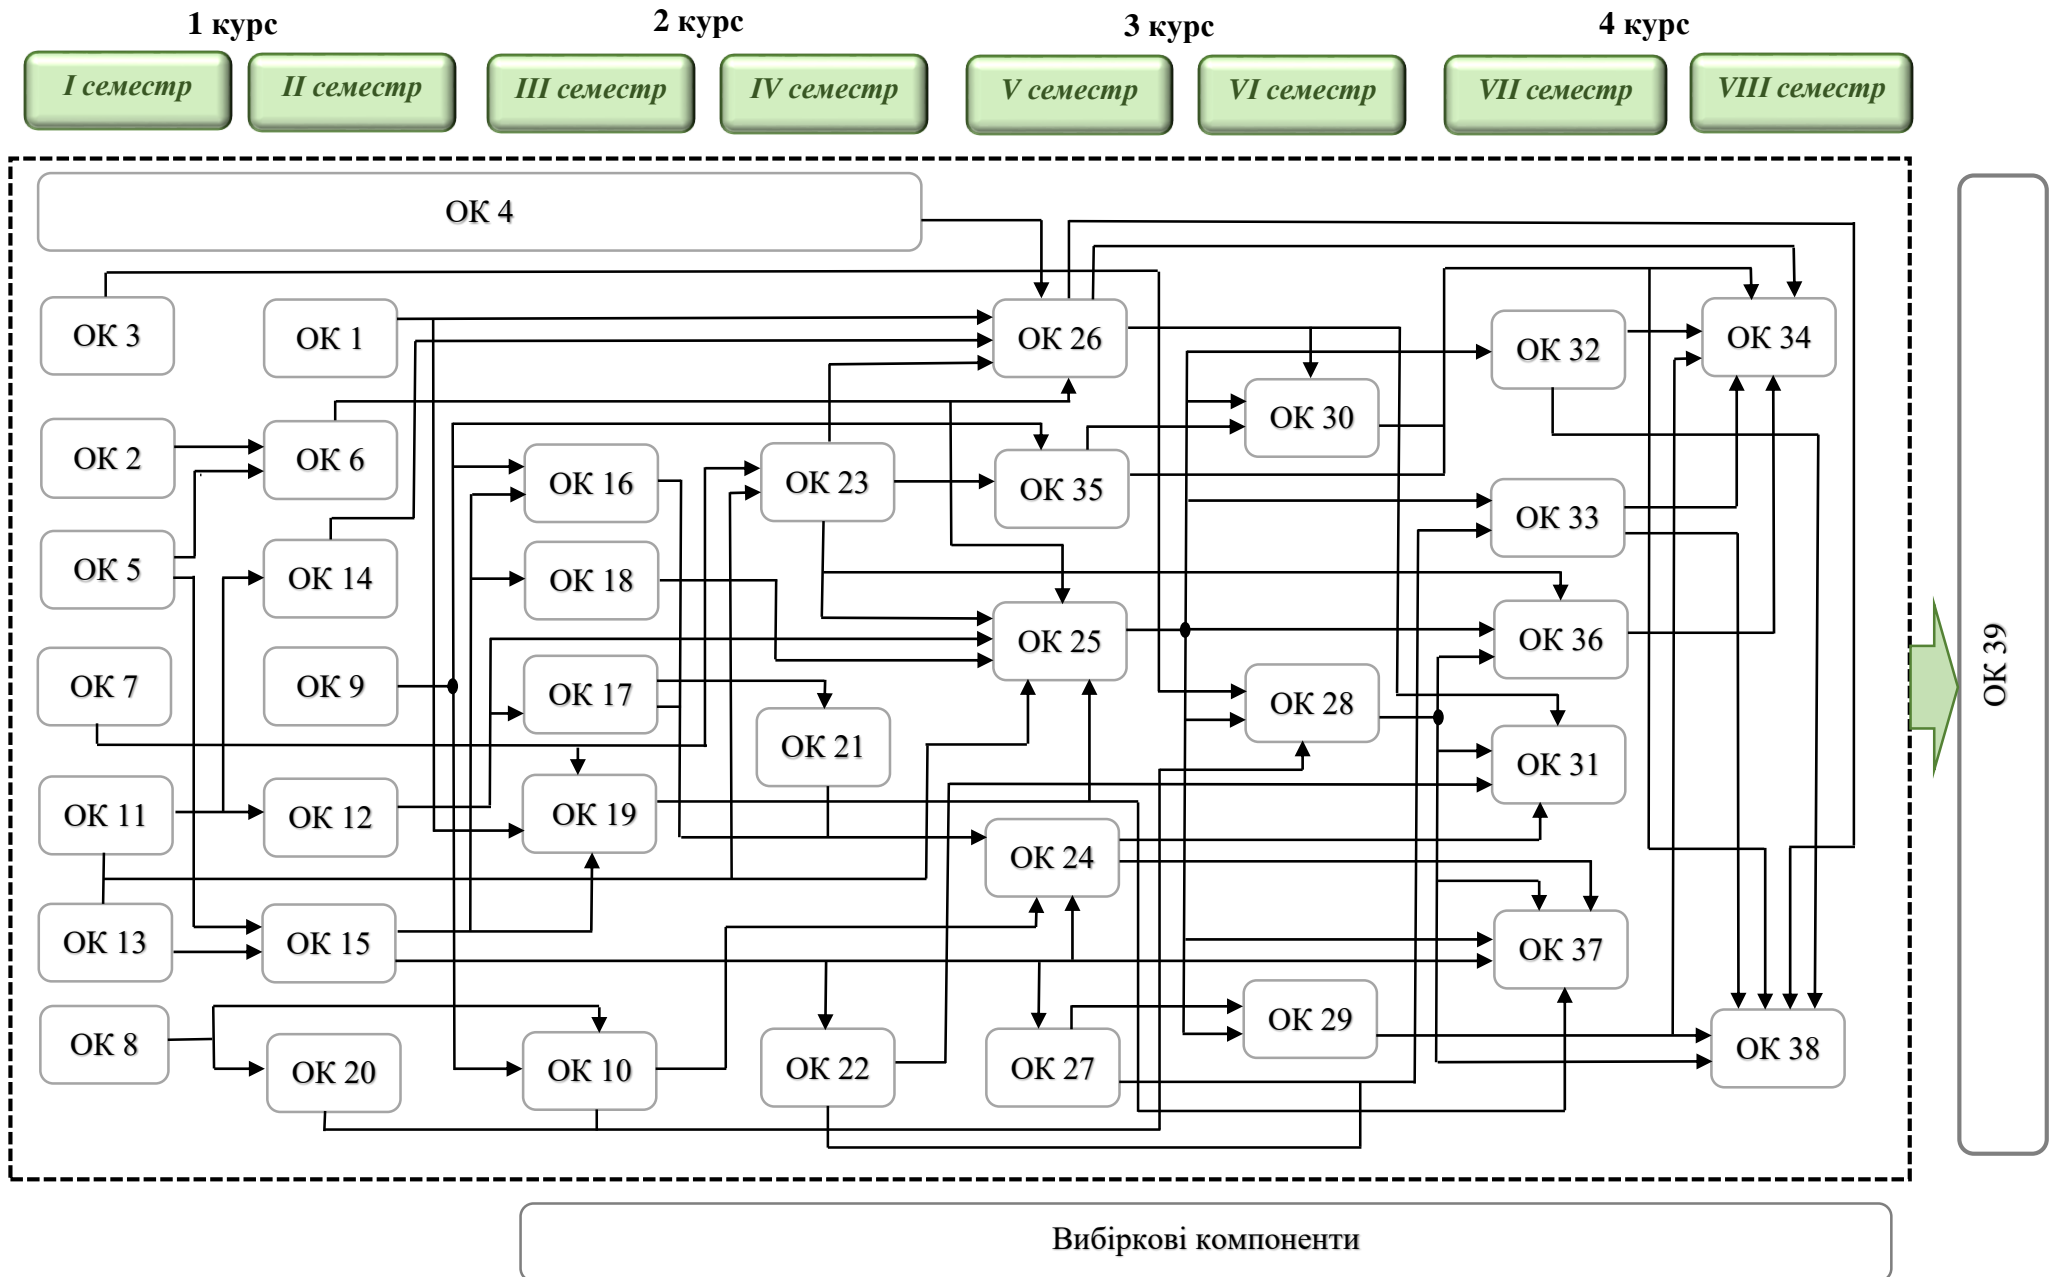 1 курс 2 курс 3 курс 4 курс
I семестр II семестр III семестр IV семестр V семестр VI семестр VII семестр VIII семестр
ОК 4
ОК 3 ОК 1 ОК 26 ОК 32 ОК 34
ОК 30
ОК 2 ОК 6 ОК 16 ОК 23 ОК 35
ОК 33
ОК 5 ОК 14 ОК 18
ОК 25 ОК 36
ОК 7 ОК 9 ОК 17 ОК 28
ОК 39
ОК 21 ОК 31
ОК 11 ОК 12 ОК 19
ОК 24
ОК 13 ОК 15 ОК 37
ОК 29
ОК 8 ОК 20 ОК 10 ОК 22 ОК 27 ОК 38
Вибіркові компоненти